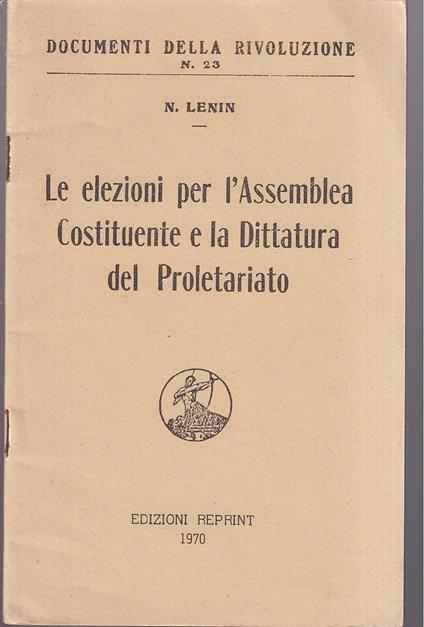 DOCUMENTI DELLA RIVOLUZIONE
N. 23
N. LENIN
Le elezioni per l'Assemblea
Costituente e la Dittatura
del Proletariato
EDIZIONI REPRINT
1970